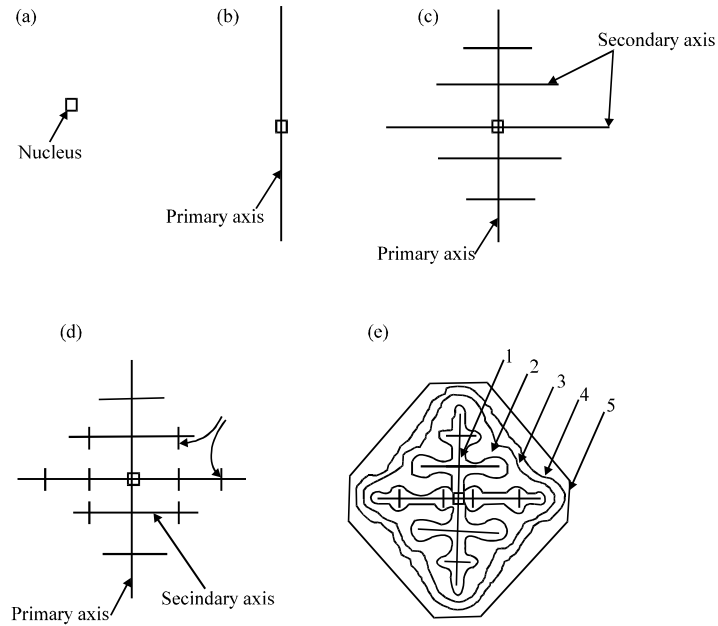 (a)
(b)
(c)
Secondary axis
Nucleus
Primary axis
Primary axis
(d)
(e)
1
2
3
4
5
Secindary axis
Primary axis